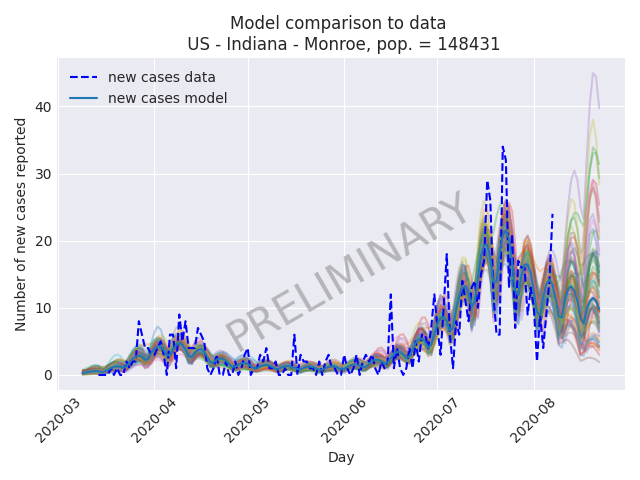 Model comparison to data
US - Indiana - Monroe, pop. = 148431
new cases data
new cases model
Number of new cases reported
40
30
20
10
0
PRELIMINARY
2020-03
2020-04
2020-05
2020-06
2020-07
2020-08
Day